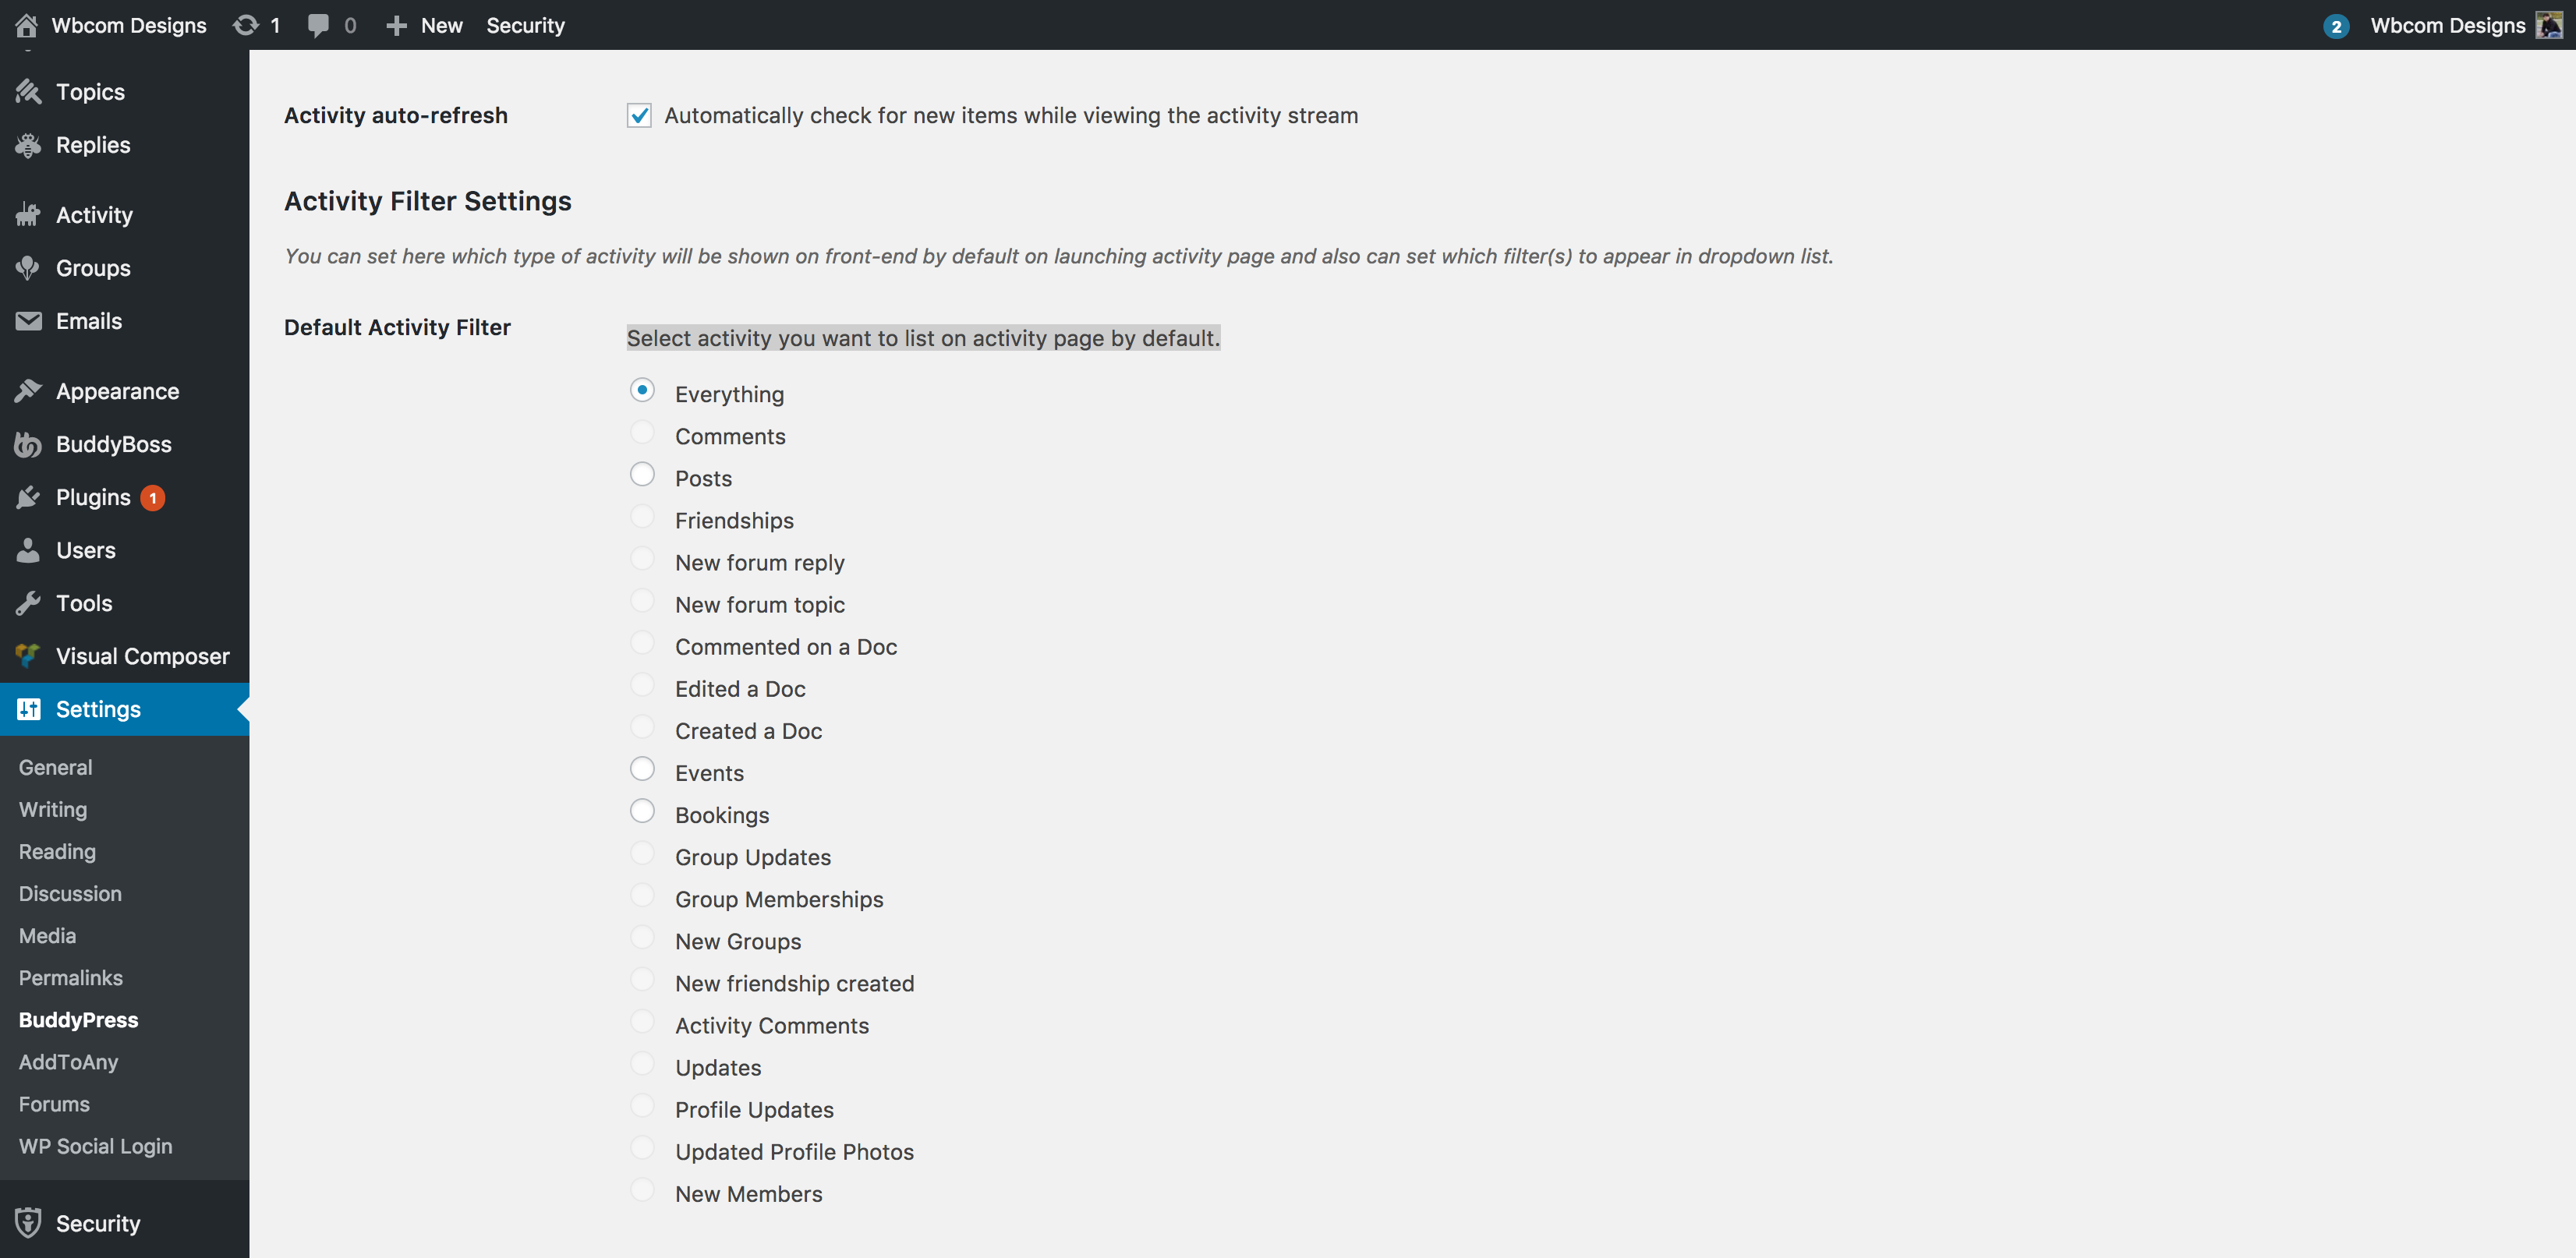 Wbcom Designs 1 0 New Security 2 Wbcom Designs
Topics
Replies
Activity
Groups
Emails
Appearance
BuddyBoss
Plugins 1
Users
Tools
Visual Composer
Settings
General
Writing
Reading
Discussion
Media
Permalinks
BuddyPress
AddToAny
Forums
WP Social Login
Security
Activity auto-refresh Automatically check for new items while viewing the activity stream
Activity Filter Settings
You can set here which type of activity will be shown on front-end by default on launching activity page and also can set which filter(s) to appear in dropdown list.
Default Activity Filter Select activity you want to list on activity page by default.
Everything
Comments
Posts
Friendships
New forum reply
New forum topic
Commented on a Doc
Edited a Doc
Created a Doc
Events
Bookings
Group Updates
Group Memberships
New Groups
New friendship created
Activity Comments
Updates
Profile Updates
Updated Profile Photos
New Members